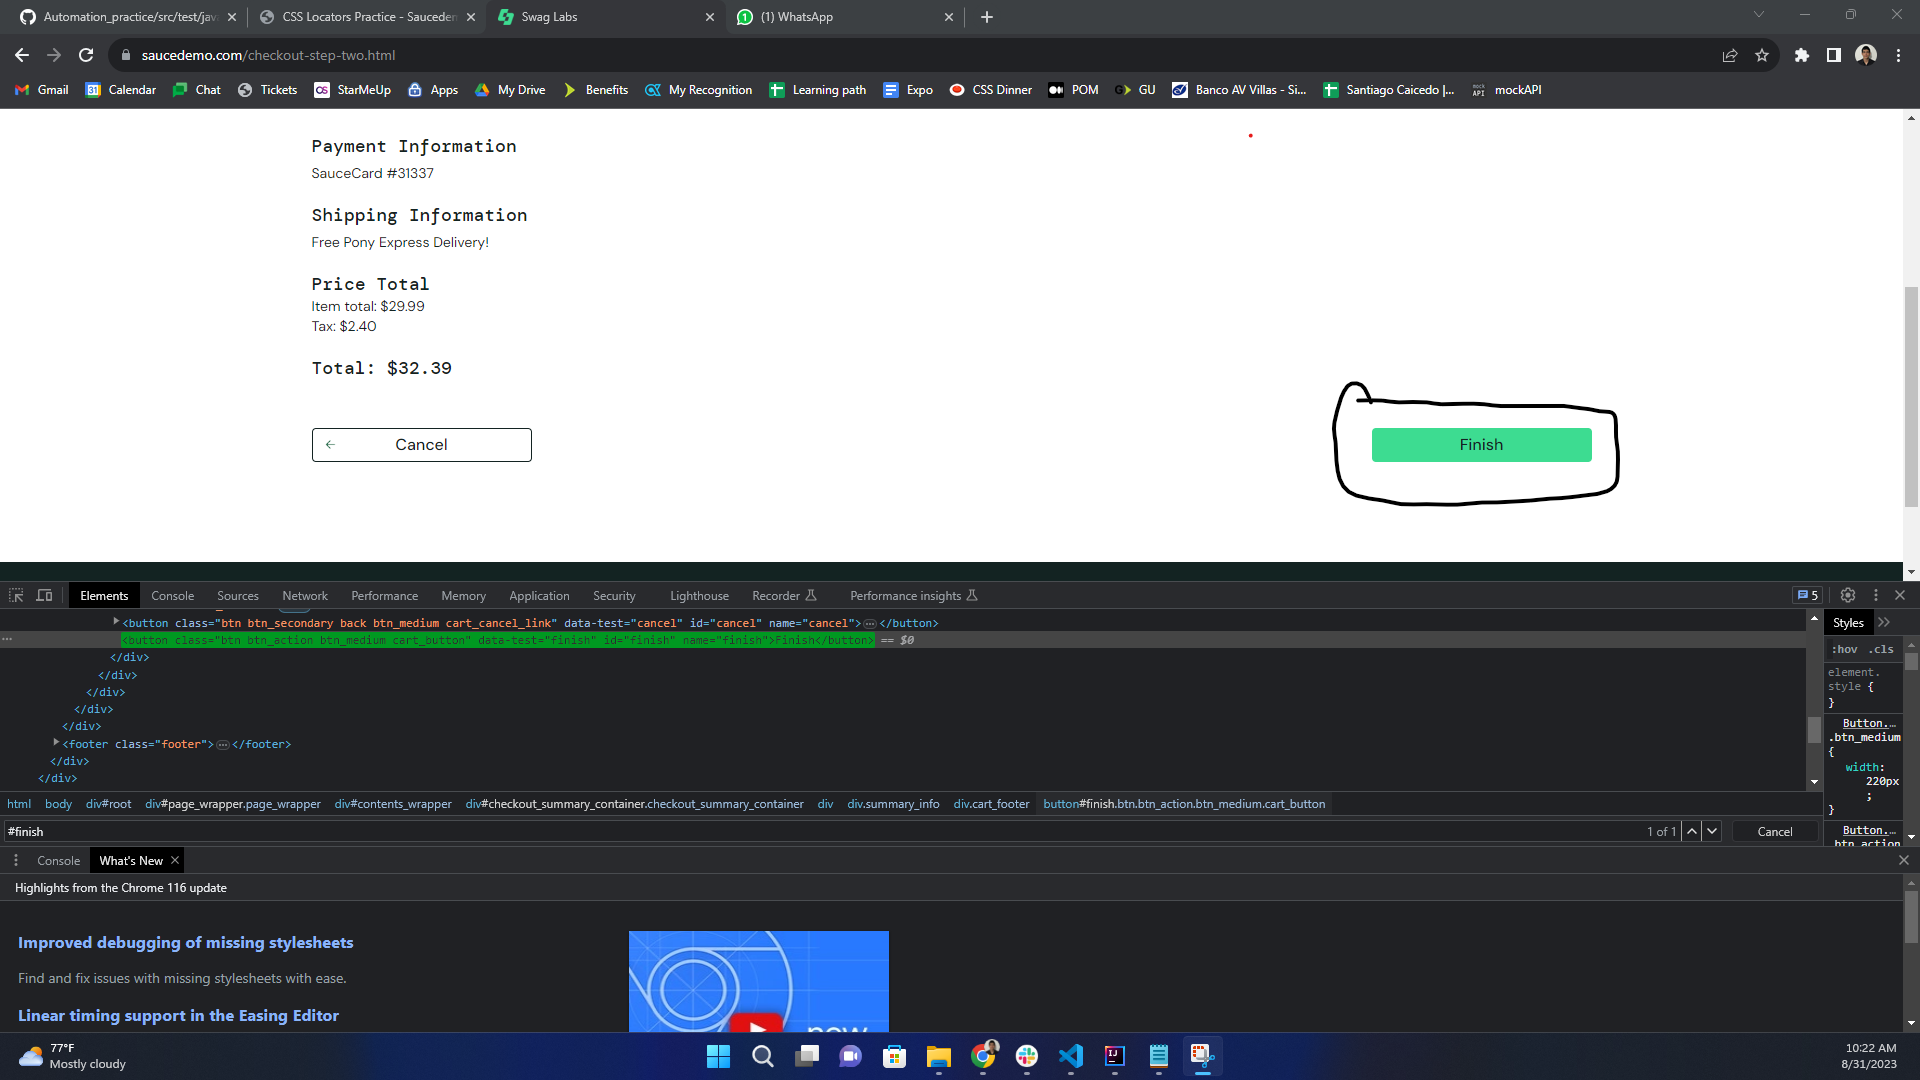 Automation_practice/src/test/java
CSS Locators Practice - Saucedem
Swag Labs
(1) WhatsApp
saucedemo.com/checkout-step-two.html
Gmail
Calendar
Chat
Tickets
StarMeUp
Apps
My Drive
Benefits
My Recognition
Learning path
Expo
CSS Dinner
POM
GU
Banco AV Villas - Si...
Santiago Caicedo |...
mockAPI
Payment Information
SauceCard #31337
Shipping Information
Free Pony Express Delivery!
Price Total
Item total: $29.99
Tax: $2.40
Total: $32.39
Cancel
Finish
Elements
Console
Sources
Network
Performance
Memory
Application
Security
Lighthouse
Recorder
Performance insights
5
<button class="btn btn_secondary back btn_medium cart_cancel_link" data-test="cancel" id="cancel" name="cancel">…</button>
<button class="btn btn_action btn_medium cart_button" data-test="finish" id="finish" name="finish">Finish</button> == $0
</div>
</div>
</div>
</div>
</div>
<footer class="footer">…</footer>
</div>
</div>
html body div#root div#page_wrapper.page_wrapper div#contents_wrapper div#checkout_summary_container.checkout_summary_container div div.summary_info div.cart_footer button#finish.btn.btn_action.btn_medium.cart_button
#finish
1 of 1
Cancel
Styles
:hov .cls
element.
style {
}
Button.…
.btn_medium
{
width:
220px
;
}
Button.…
.btn_action
Console
What's New
Highlights from the Chrome 116 update
Improved debugging of missing stylesheets
Find and fix issues with missing stylesheets with ease.
Linear timing support in the Easing Editor
new
77°F
Mostly cloudy
10:22 AM
8/31/2023